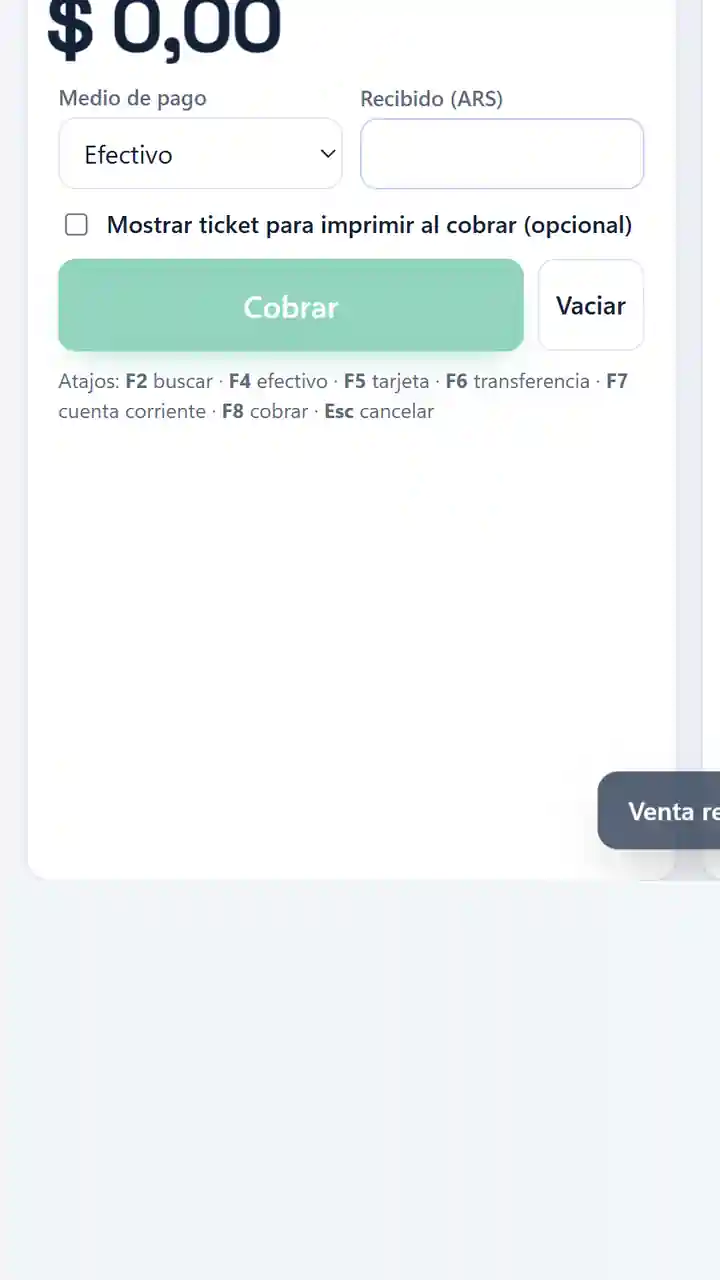 $ 0,00
Medio de pago
Recibido (ARS)
Efectivo
Mostrar ticket para imprimir al cobrar (opcional)
Cobrar
Vaciar
Atajos: F2 buscar · F4 efectivo · F5 tarjeta · F6 transferencia · F7
cuenta corriente · F8 cobrar · Esc cancelar
Venta